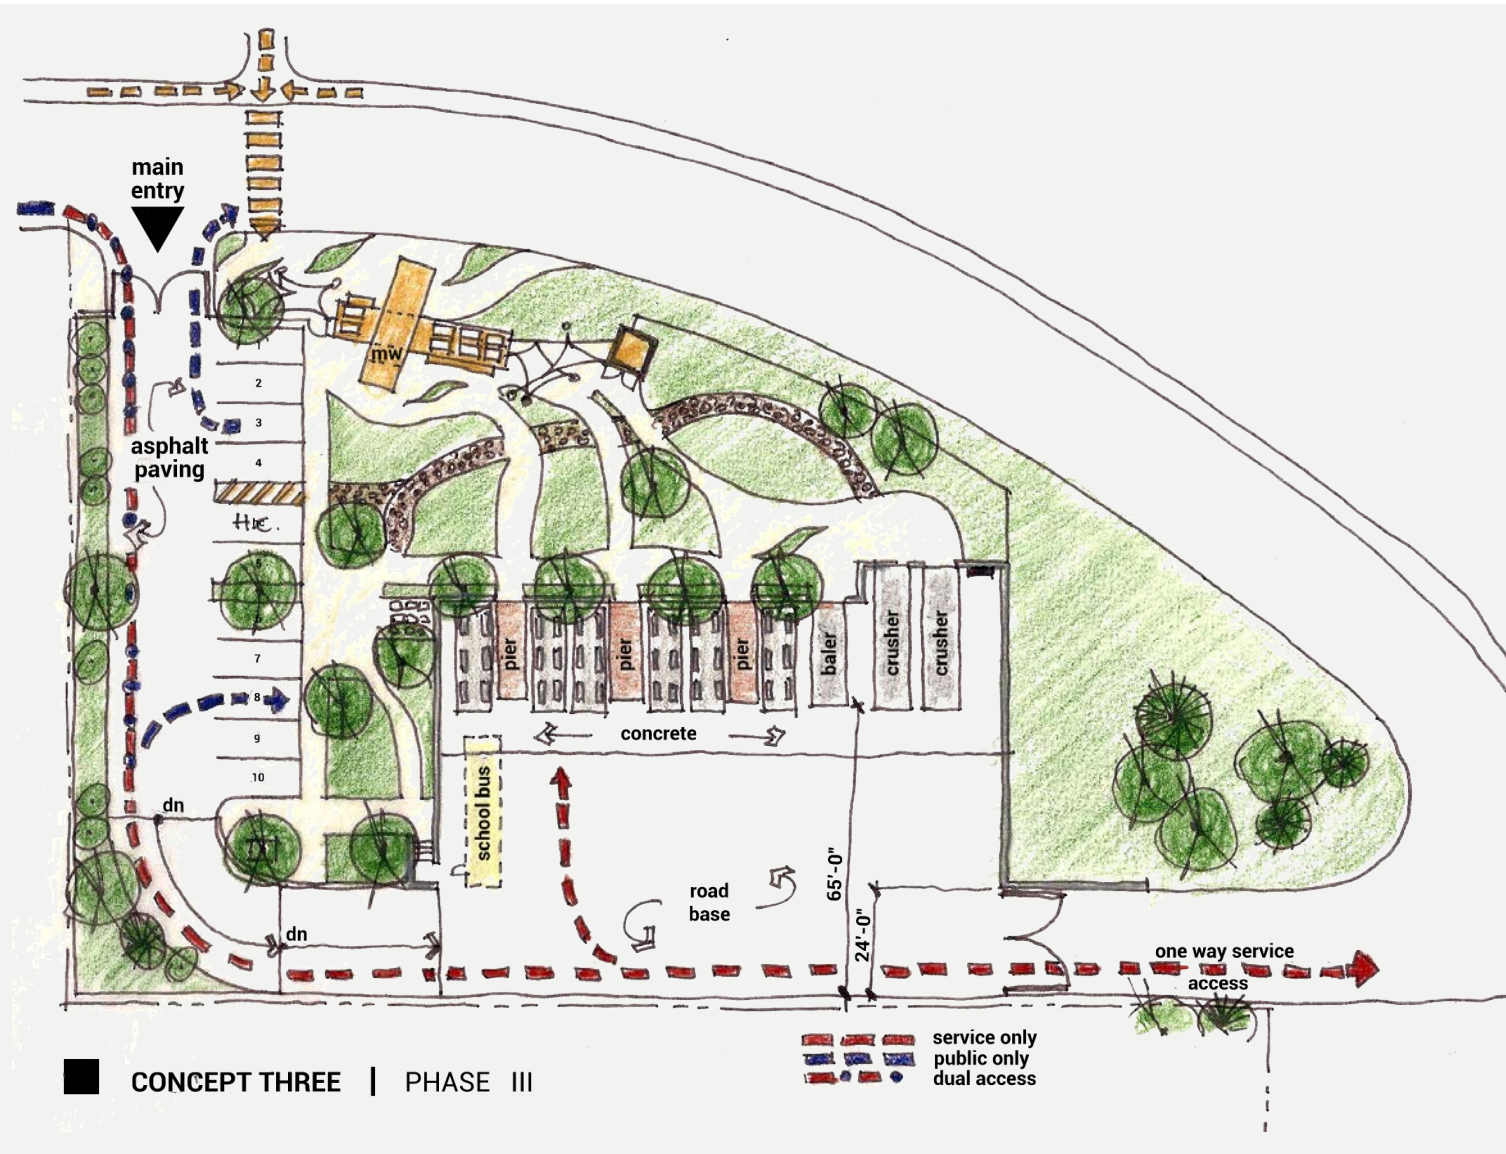 main
entry
mw
1
2
3
asphalt
paving
4
H.C.
5
6
7
8
9
10
pier
pier
pier
baler
crusher
crusher
concrete
school bus
dn
65'-0"
road
base
24'-0"
dn
one way service
access
service only
public only
dual access
CONCEPT THREE | PHASE III